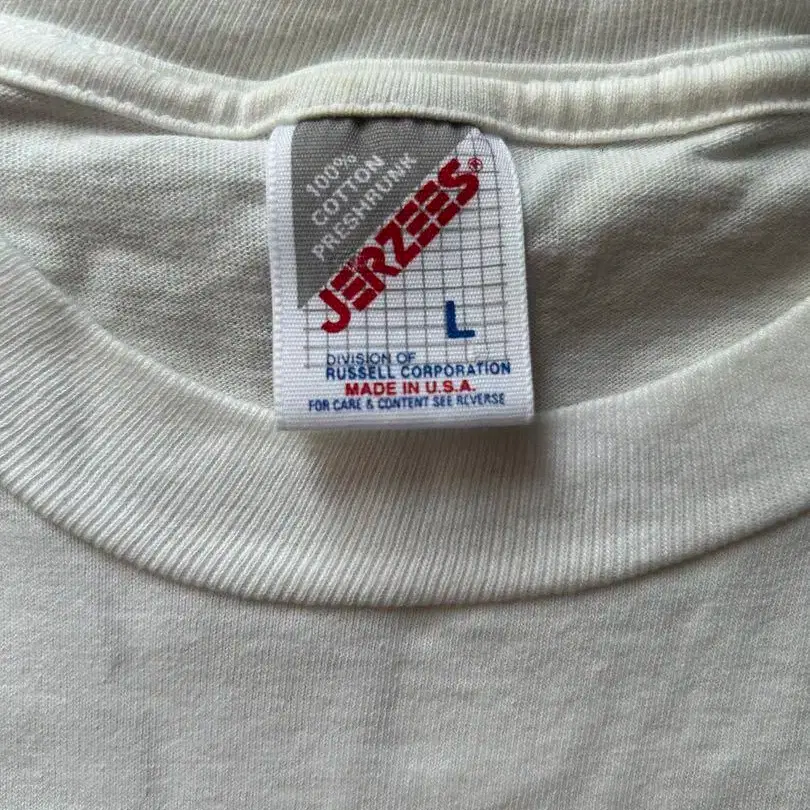 100%
COTTON
PRESHRUNK
JERZEES®
L
DIVISION OF
RUSSELL CORPORATION
MADE IN U.S.A.
FOR CARE & CONTENT SEE REVERSE